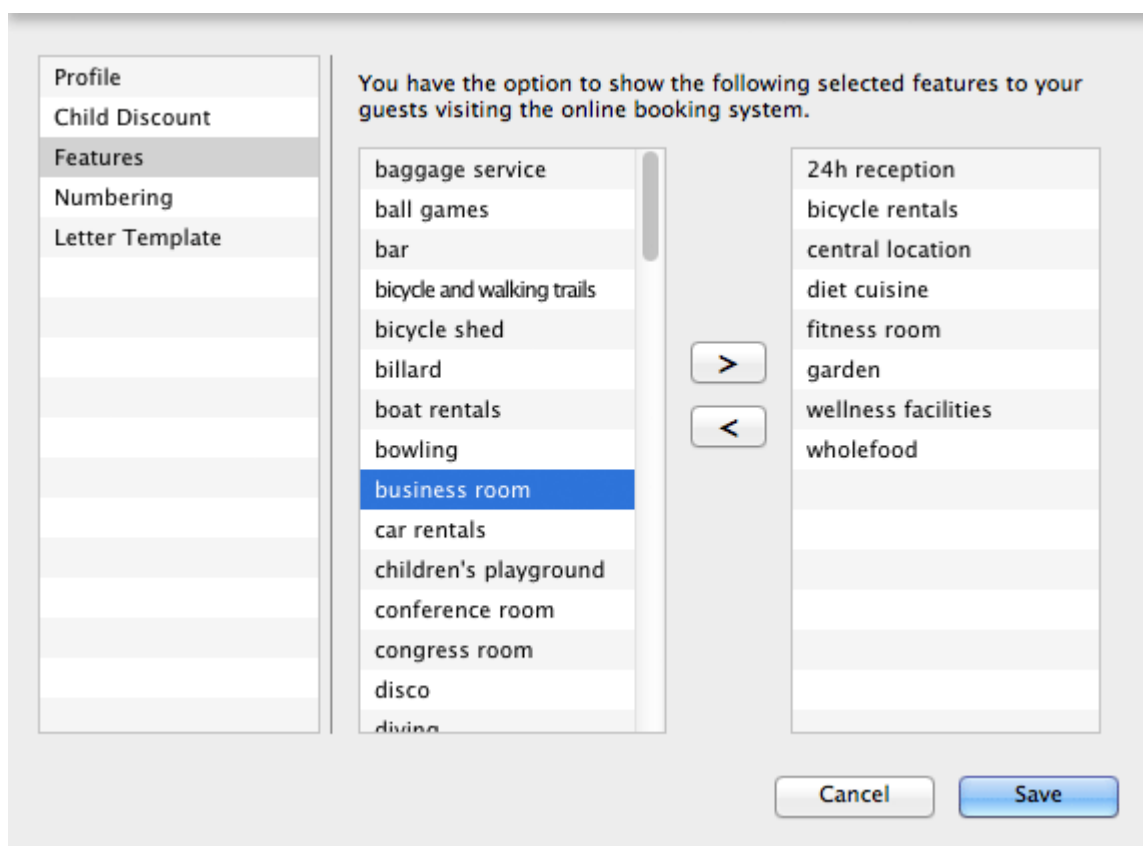 Profile
Child Discount
Features
Numbering
Letter Template
You have the option to show the following selected features to your
guests visiting the online booking system.
baggage service
ball games
bar
bicycle and walking trails
bicycle shed
billard
boat rentals
bowling
business room
car rentals
children's playground
conference room
congress room
disco
diving
>
<
24h reception
bicycle rentals
central location
diet cuisine
fitness room
garden
wellness facilities
wholefood
Cancel
Save